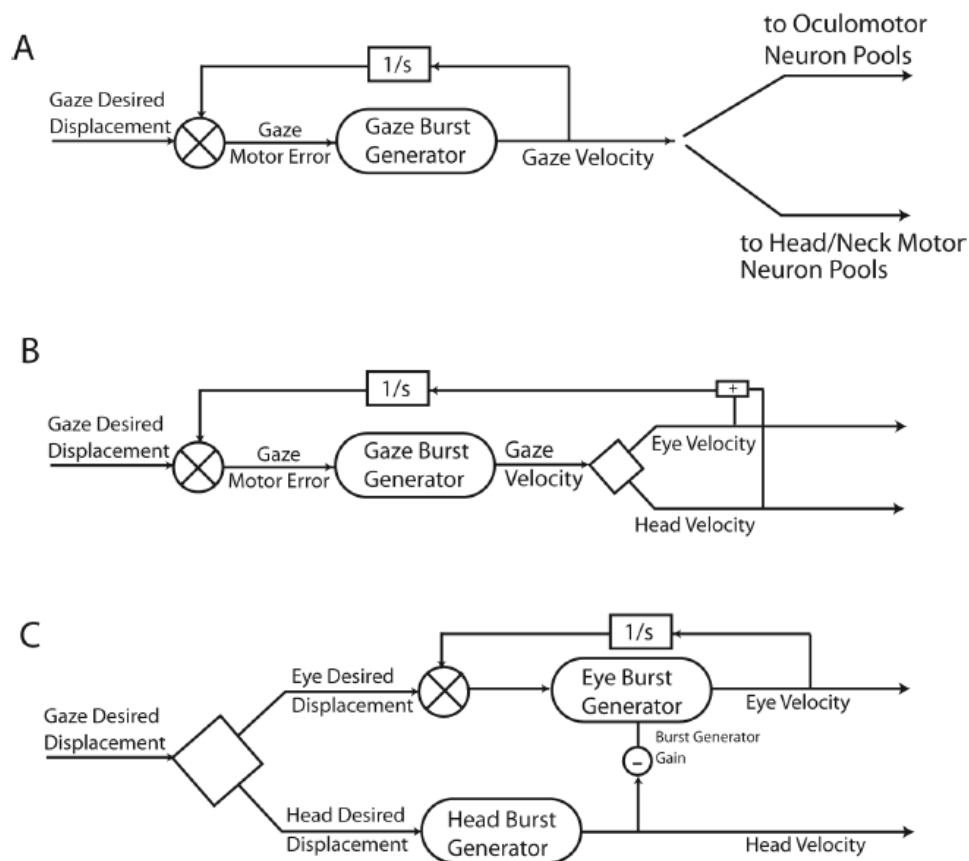 A
to Oculomotor
Neuron Pools
1/s
Gaze Desired
Displacement
Gaze
Motor Error
Gaze Burst
Generator
Gaze Velocity
to Head/Neck Motor
Neuron Pools
B
1/s
+
Gaze Desired
Displacement
Gaze
Motor Error
Gaze Burst
Generator
Gaze
Velocity
Eye Velocity
Head Velocity
C
1/s
Eye Desired
Displacement
Eye Burst
Generator
Eye Velocity
Gaze Desired
Displacement
Burst Generator
Gain
−
Head Desired
Displacement
Head Burst
Generator
Head Velocity